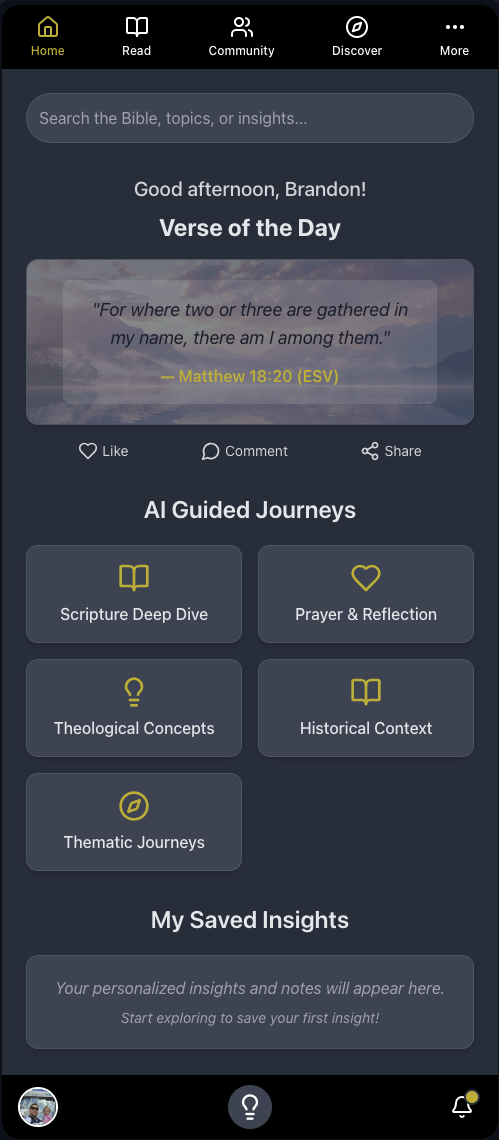 Home Read Community Discover More
Search the Bible, topics, or insights...
Good afternoon, Brandon!
Verse of the Day
"For where two or three are gathered in
my name, there am I among them."
— Matthew 18:20 (ESV)
Like Comment Share
AI Guided Journeys
Scripture Deep Dive Prayer & Reflection
Theological Concepts Historical Context
Thematic Journeys
My Saved Insights
Your personalized insights and notes will appear here.
Start exploring to save your first insight!